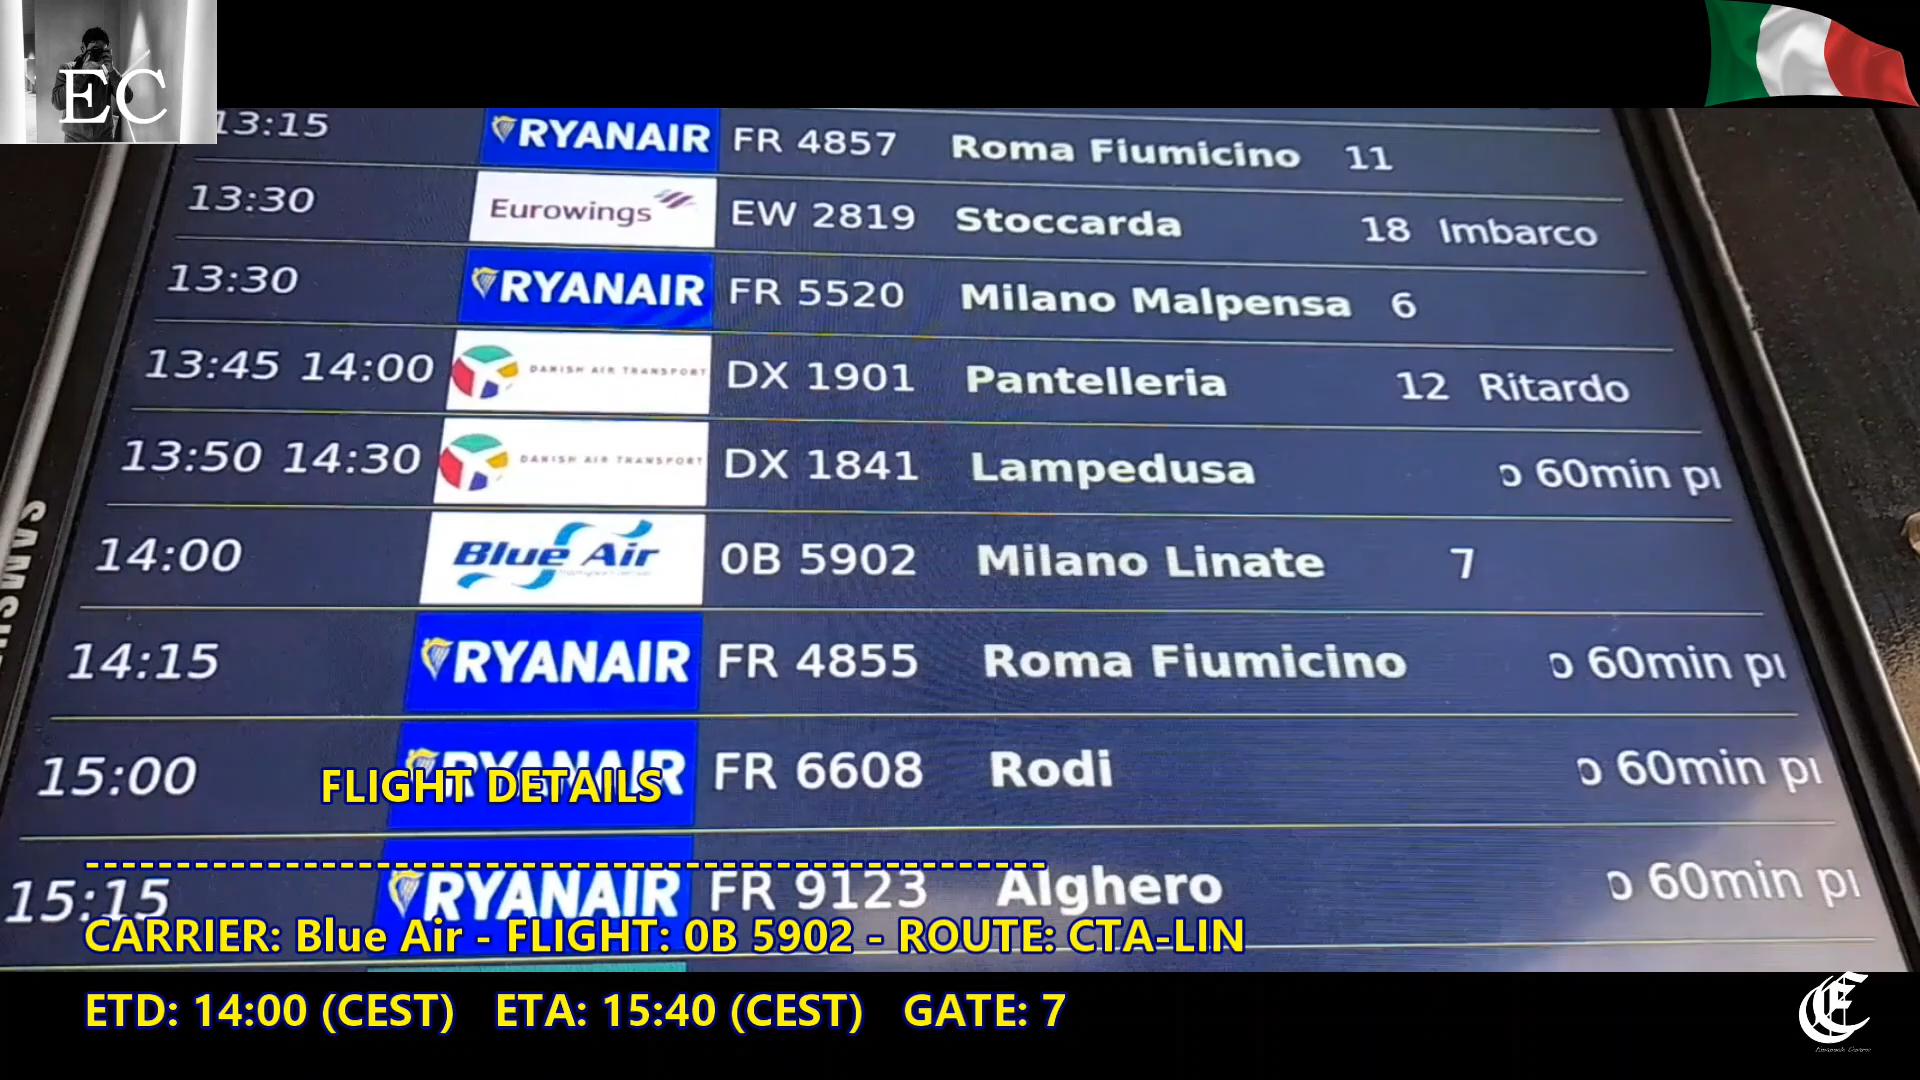 EC
13:15 RYANAIR FR 4857 Roma Fiumicino 11
13:30 Eurowings EW 2819 Stoccarda 18 Imbarco
13:30 RYANAIR FR 5520 Milano Malpensa 6
13:45 14:00 DANISH AIR TRANSPORT DX 1901 Pantelleria 12 Ritardo
13:50 14:30 DANISH AIR TRANSPORT DX 1841 Lampedusa 60min
14:00 Blue Air 0B 5902 Milano Linate 7
14:15 RYANAIR FR 4855 Roma Fiumicino 60min
15:00 RYANAIR FR 6608 Rodi 60min
15:15 RYANAIR FR 9123 Alghero 60min
FLIGHT DETAILS
----------------------------------------------------
CARRIER: Blue Air - FLIGHT: 0B 5902 - ROUTE: CTA-LIN
ETD: 14:00 (CEST) ETA: 15:40 (CEST) GATE: 7